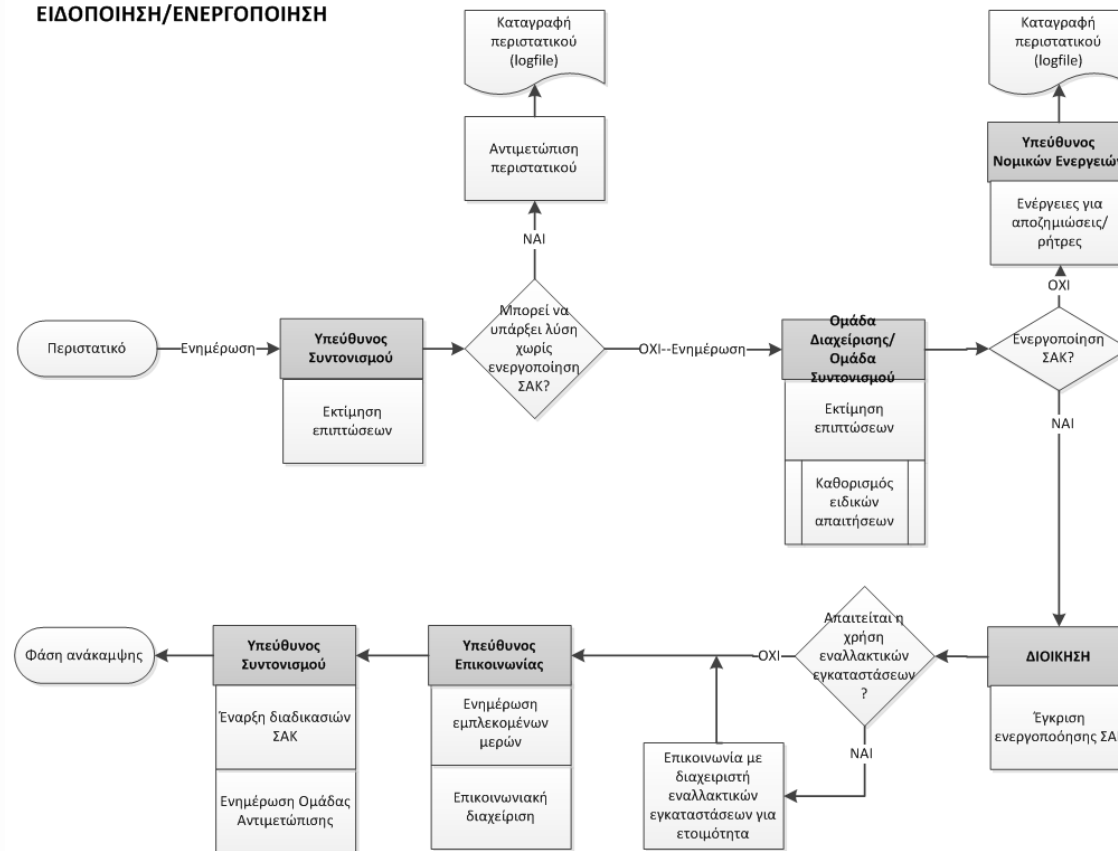 ΕΙΔΟΠΟΙΗΣΗ/ΕΝΕΡΓΟΠΟΙΗΣΗ
Καταγραφή
περιστατικού
(logfile)
Αντιμετώπιση
περιστατικού
ΝΑΙ
Καταγραφή
περιστατικού
(logfile)
Υπεύθυνος
Νομικών Ενεργειών
Ενέργειες για
αποζημιώσεις/
ρήτρες
ΟΧΙ
Περιστατικό
Ενημέρωση
Υπεύθυνος
Συντονισμού
Εκτίμηση
επιπτώσεων
Μπορεί να
υπάρξει λύση
χωρίς
ενεργοποίηση
ΣΑΚ?
ΟΧΙ--Ενημέρωση
Ομάδα
Διαχείρισης/
Ομάδα
Συντονισμού
Εκτίμηση
επιπτώσεων
Καθορισμός
ειδικών
απαιτήσεων
Ενεργοποίηση
ΣΑΚ?
ΝΑΙ
ΔΙΟΙΚΗΣΗ
Έγκριση
ενεργοποόησης ΣΑΚ
Απαιτείται η
χρήση
εναλλακτικών
εγκαταστάσεων
?
ΟΧΙ
ΝΑΙ
Επικοινωνία με
διαχειριστή
εναλλακτικών
εγκαταστάσεων για
ετοιμότητα
Υπεύθυνος
Επικοινωνίας
Ενημέρωση
εμπλεκομένων
μερών
Επικοινωνιακή
διαχείριση
Υπεύθυνος
Συντονισμού
Έναρξη διαδικασιών
ΣΑΚ
Ενημέρωση Ομάδας
Αντιμετώπισης
Φάση ανάκαμψης